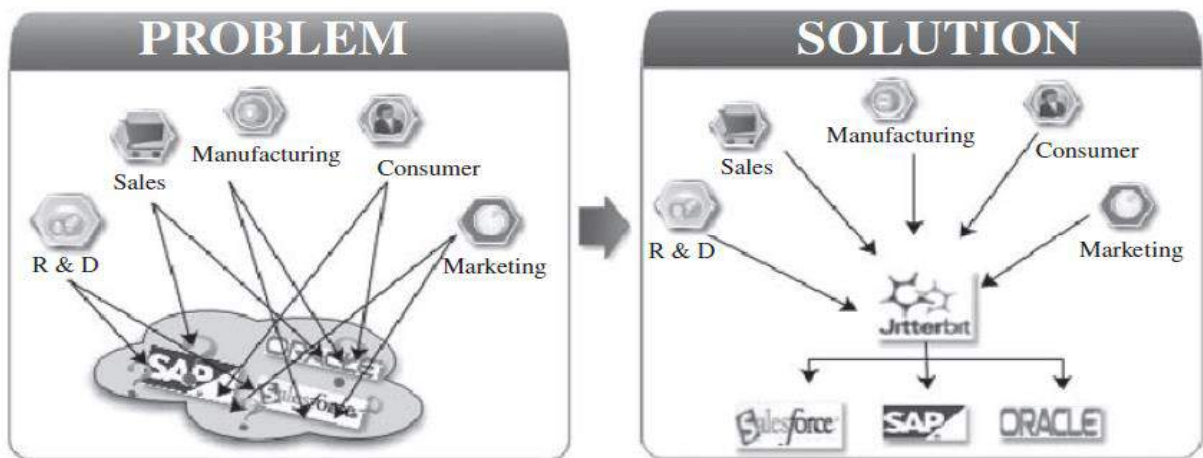 PROBLEM
Manufacturing
Consumer
Sales
R & D
Marketing
ORACLE
SAP
Salesforce
SOLUTION
Manufacturing
Sales
Consumer
R & D
Marketing
Jitterbit
Salesforce
SAP
ORACLE